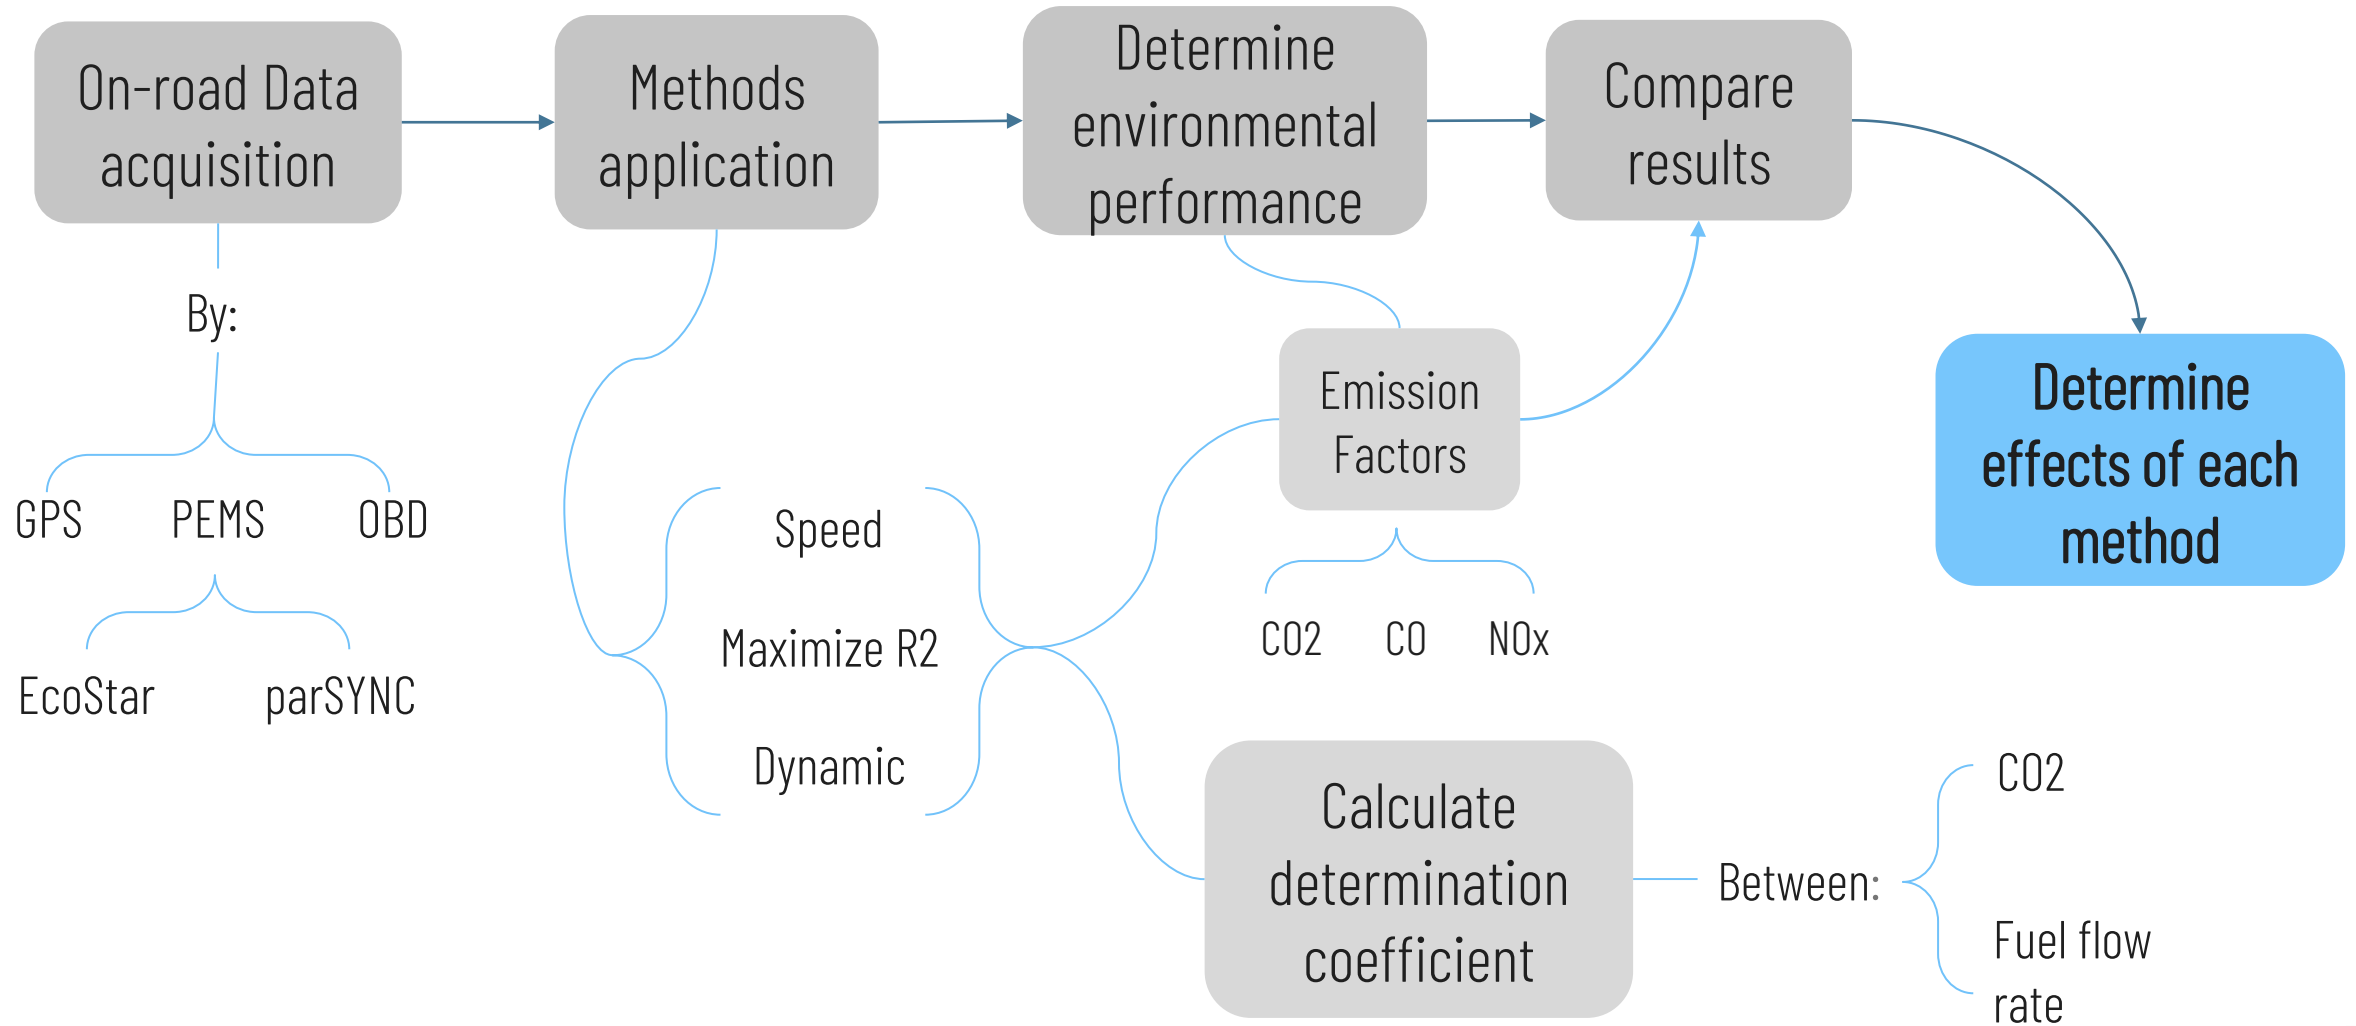 On-road Data
acquisition
Methods
application
Determine
environmental
performance
Compare
results
By:
GPS
PEMS
OBD
EcoStar
parSYNC
Speed
Maximize R2
Dynamic
Emission
Factors
CO2
CO
NOx
Determine
effects of each
method
Calculate
determination
coefficient
Between:
CO2
Fuel flow
rate